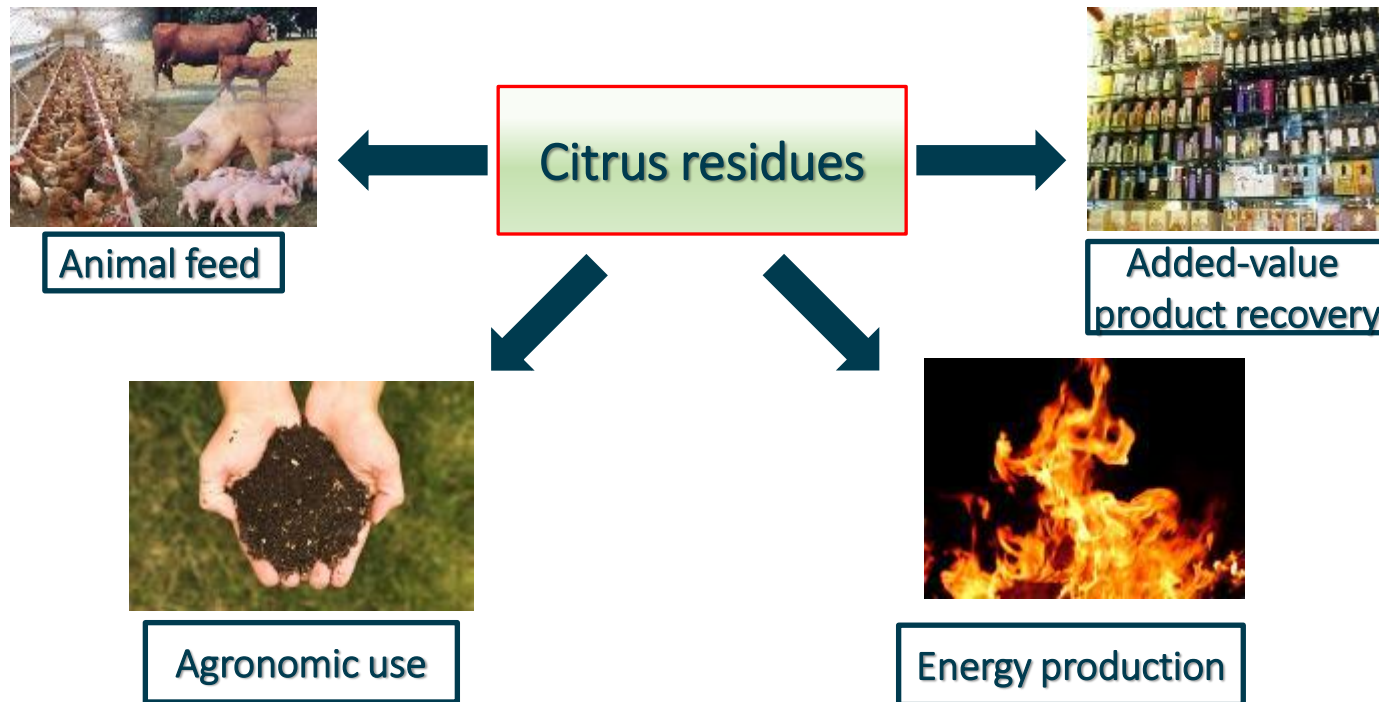 Citrus residues
Animal feed
Added-value
product recovery
Agronomic use
Energy production